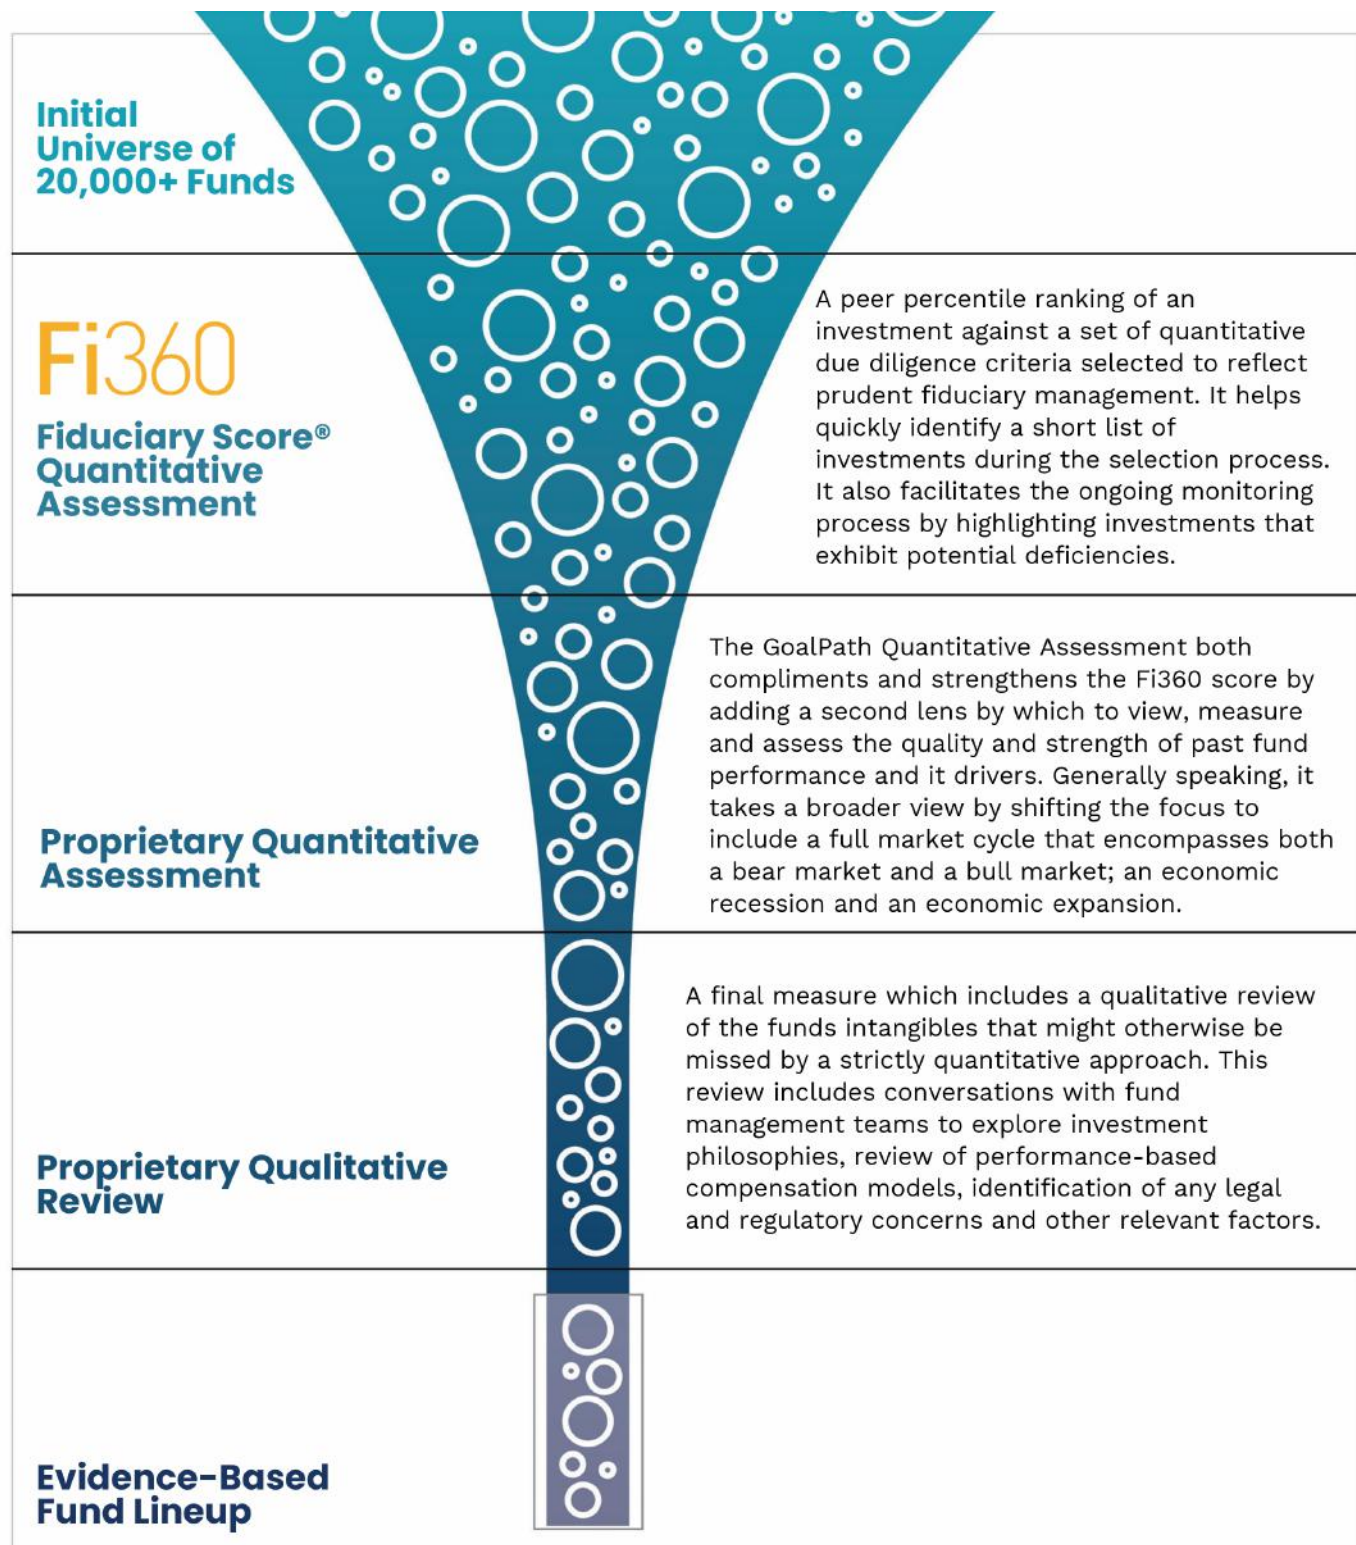 Initial
Universe of
20,000+ Funds
Fi360
Fiduciary Score®
Quantitative
Assessment
A peer percentile ranking of an
investment against a set of quantitative
due diligence criteria selected to reflect
prudent fiduciary management. It helps
quickly identify a short list of
investments during the selection process.
It also facilitates the ongoing monitoring
process by highlighting investments that
exhibit potential deficiencies.
Proprietary Quantitative
Assessment
The GoalPath Quantitative Assessment both
compliments and strengthens the Fi360 score by
adding a second lens by which to view, measure
and assess the quality and strength of past fund
performance and it drivers. Generally speaking, it
takes a broader view by shifting the focus to
include a full market cycle that encompasses both
a bear market and a bull market; an economic
recession and an economic expansion.
Proprietary Qualitative
Review
A final measure which includes a qualitative review
of the funds intangibles that might otherwise be
missed by a strictly quantitative approach. This
review includes conversations with fund
management teams to explore investment
philosophies, review of performance-based
compensation models, identification of any legal
and regulatory concerns and other relevant factors.
Evidence-Based
Fund Lineup